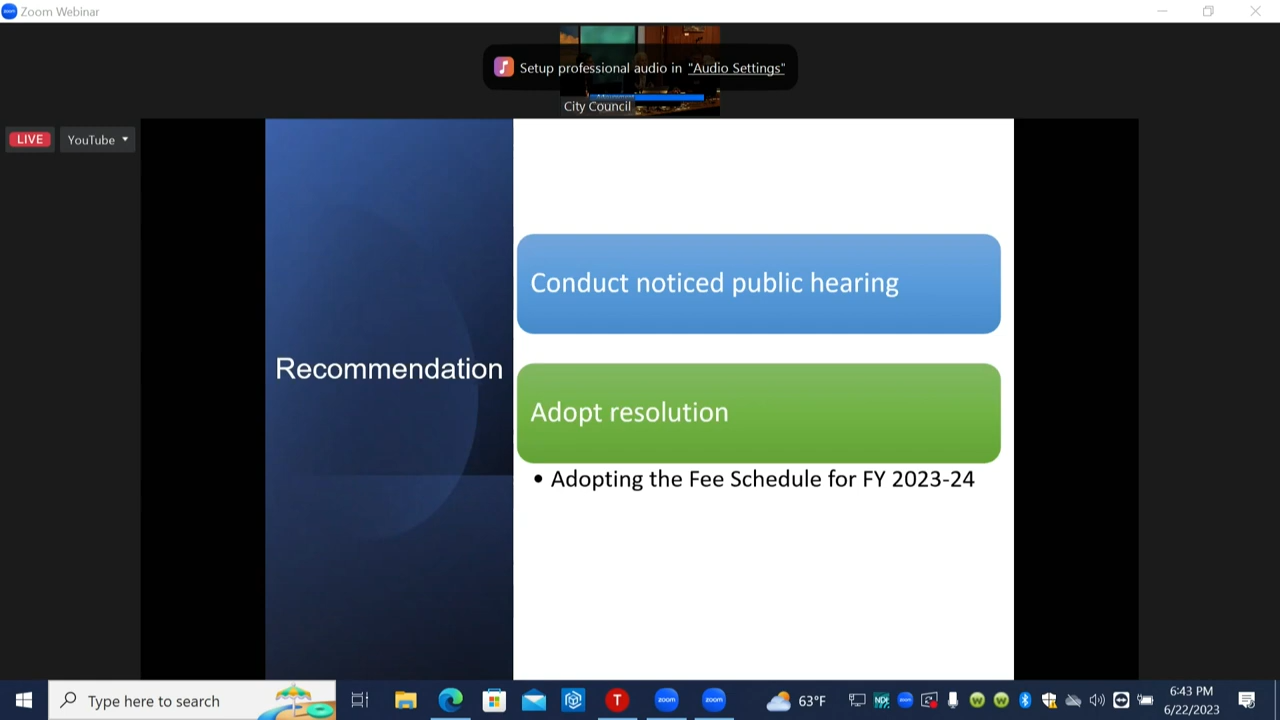 Zoom Webinar
Setup professional audio in "Audio Settings"
City Council
LIVE
YouTube
Conduct noticed public hearing
Recommendation
Adopt resolution
• Adopting the Fee Schedule for FY 2023-24
Type here to search
T
zoom
zoom
63°F
6:43 PM
6/22/2023